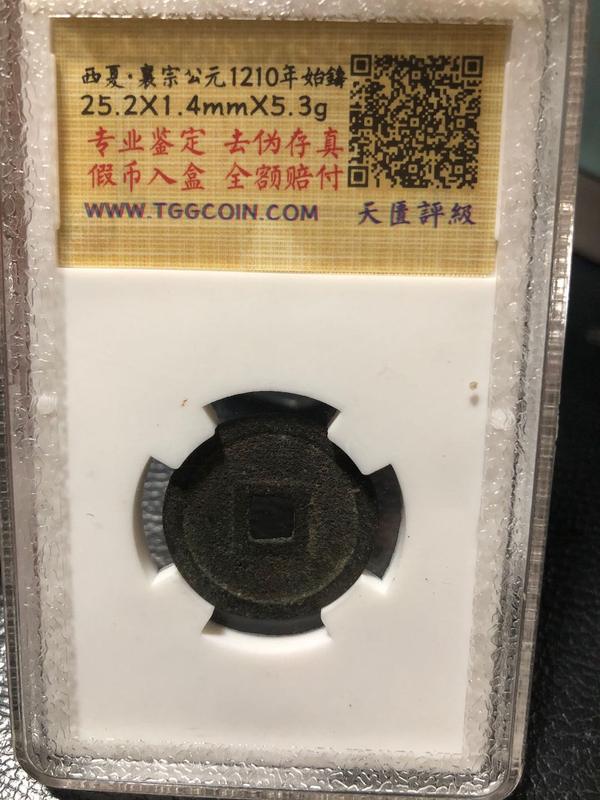 西夏·襄宗公元1210年始鑄
25.2X1.4mmX5.3g
专业鉴定 去伪存真
假币入盒 全额赔付
WWW.TGGCOIN.COM 天匱評級